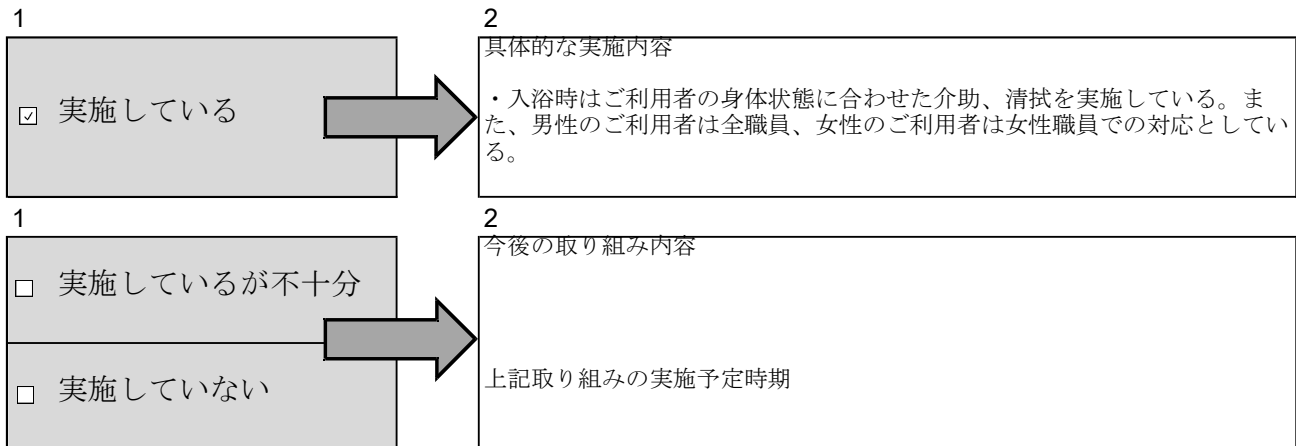 1
2
☑ 実施している
具体的な実施内容
・入浴時はご利用者の身体状態に合わせた介助、清拭を実施している。ま
た、男性のご利用者は全職員、女性のご利用者は女性職員での対応としてい
る。
1
2
☐ 実施しているが不十分
☐ 実施していない
今後の取り組み内容
上記取り組みの実施予定時期